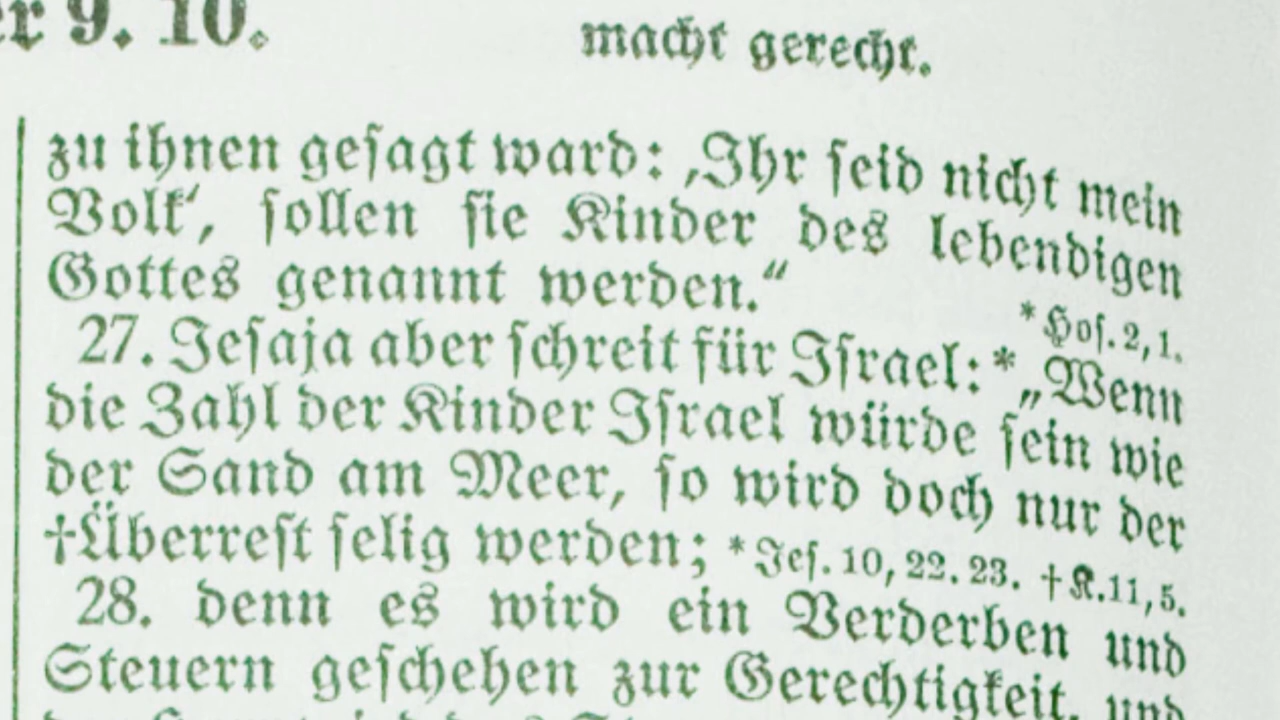 9. 10.
macht gerecht.
zu ihnen gesagt ward: ‚Ihr seid nicht mein
Volk‘, sollen sie Kinder des lebendigen
Gottes genannt werden.“
*Hos. 2, 1.
27. Jesaja aber schreit für Israel: * „Wenn
die Zahl der Kinder Israel würde sein wie
der Sand am Meer, so wird doch nur der
†Überrest selig werden; *Jes. 10, 22. 23. †K. 11, 5.
28. denn es wird ein Verderben und
Steuern geschehen zur Gerechtigkeit, und